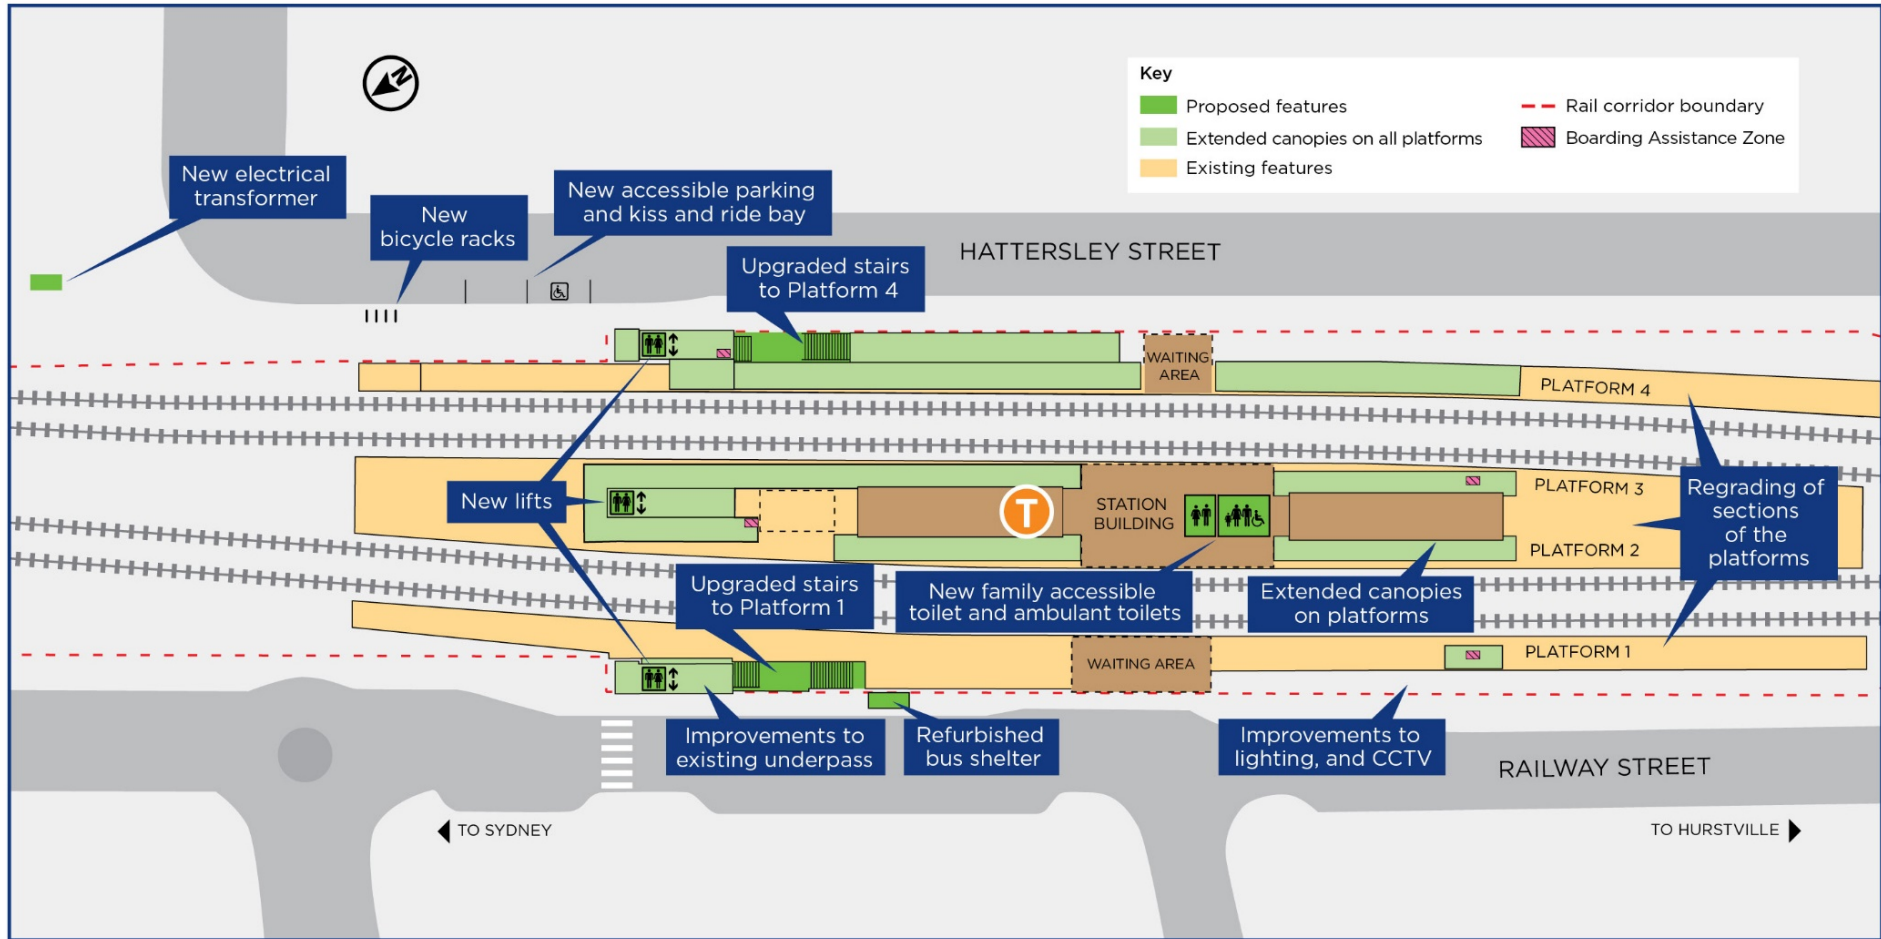 N
Key
Proposed features
Extended canopies on all platforms
Existing features
Rail corridor boundary
Boarding Assistance Zone
New electrical
transformer
New
bicycle racks
New accessible parking
and kiss and ride bay
Upgraded stairs
to Platform 4
HATTERSLEY STREET
WAITING
AREA
PLATFORM 4
New lifts
T
STATION
BUILDING
PLATFORM 3
PLATFORM 2
Regrading of
sections
of the
platforms
Upgraded stairs
to Platform 1
New family accessible
toilet and ambulant toilets
Extended canopies
on platforms
WAITING AREA
PLATFORM 1
Improvements to
existing underpass
Refurbished
bus shelter
Improvements to
lighting, and CCTV
RAILWAY STREET
TO SYDNEY
TO HURSTVILLE